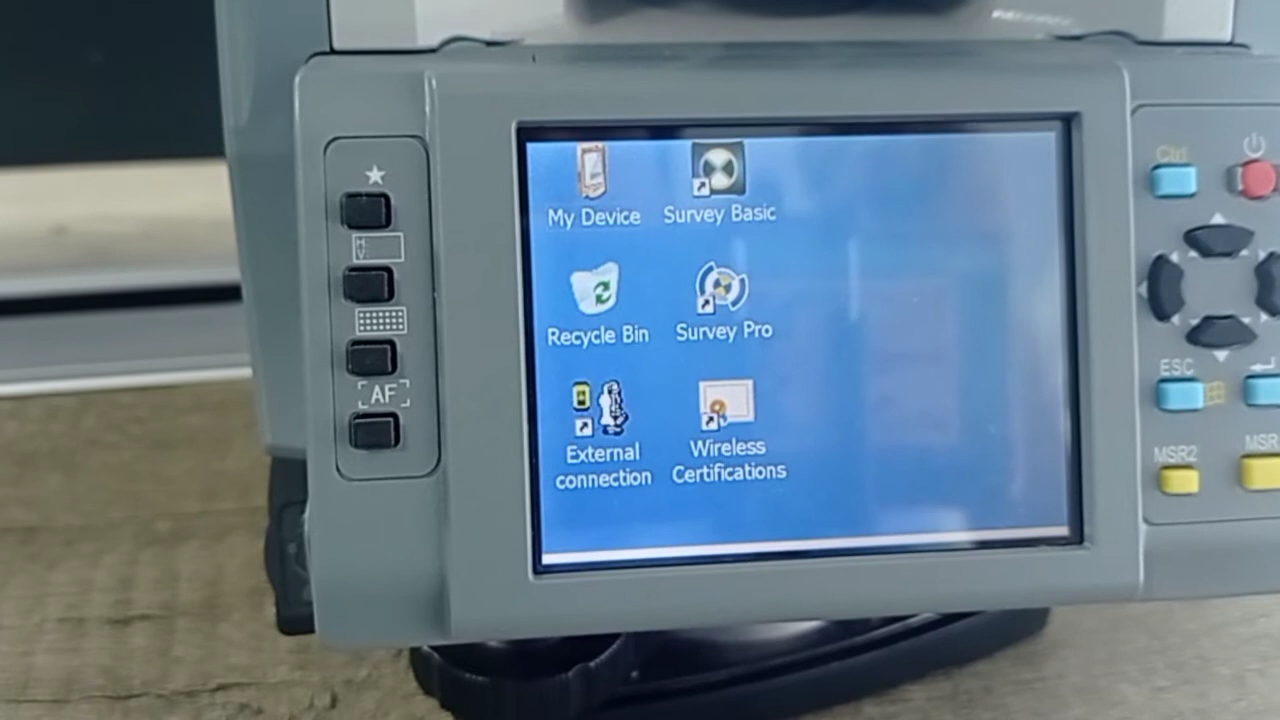 My Device
Survey Basic
Recycle Bin
Survey Pro
External
connection
Wireless
Certifications
H:
V:
AF
Ctrl
ESC
MSR2
MSR